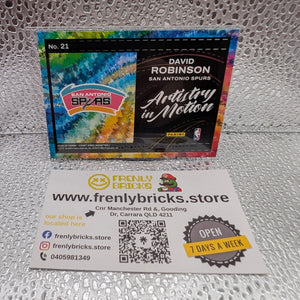 No. 21
DAVID
ROBINSON
SAN ANTONIO SPURS
SAN ANTONIO
SPURS
Artistry
in Motion
PANINI
NBA
FRENLY
BRICKS
www.frenlybricks.store
Cnr Manchester Rd &, Gooding
Dr, Carrara QLD 4211
our shop is
located here
frenlybricks
frenlybricks.store
0405981349
OPEN
7 DAYS A WEEK